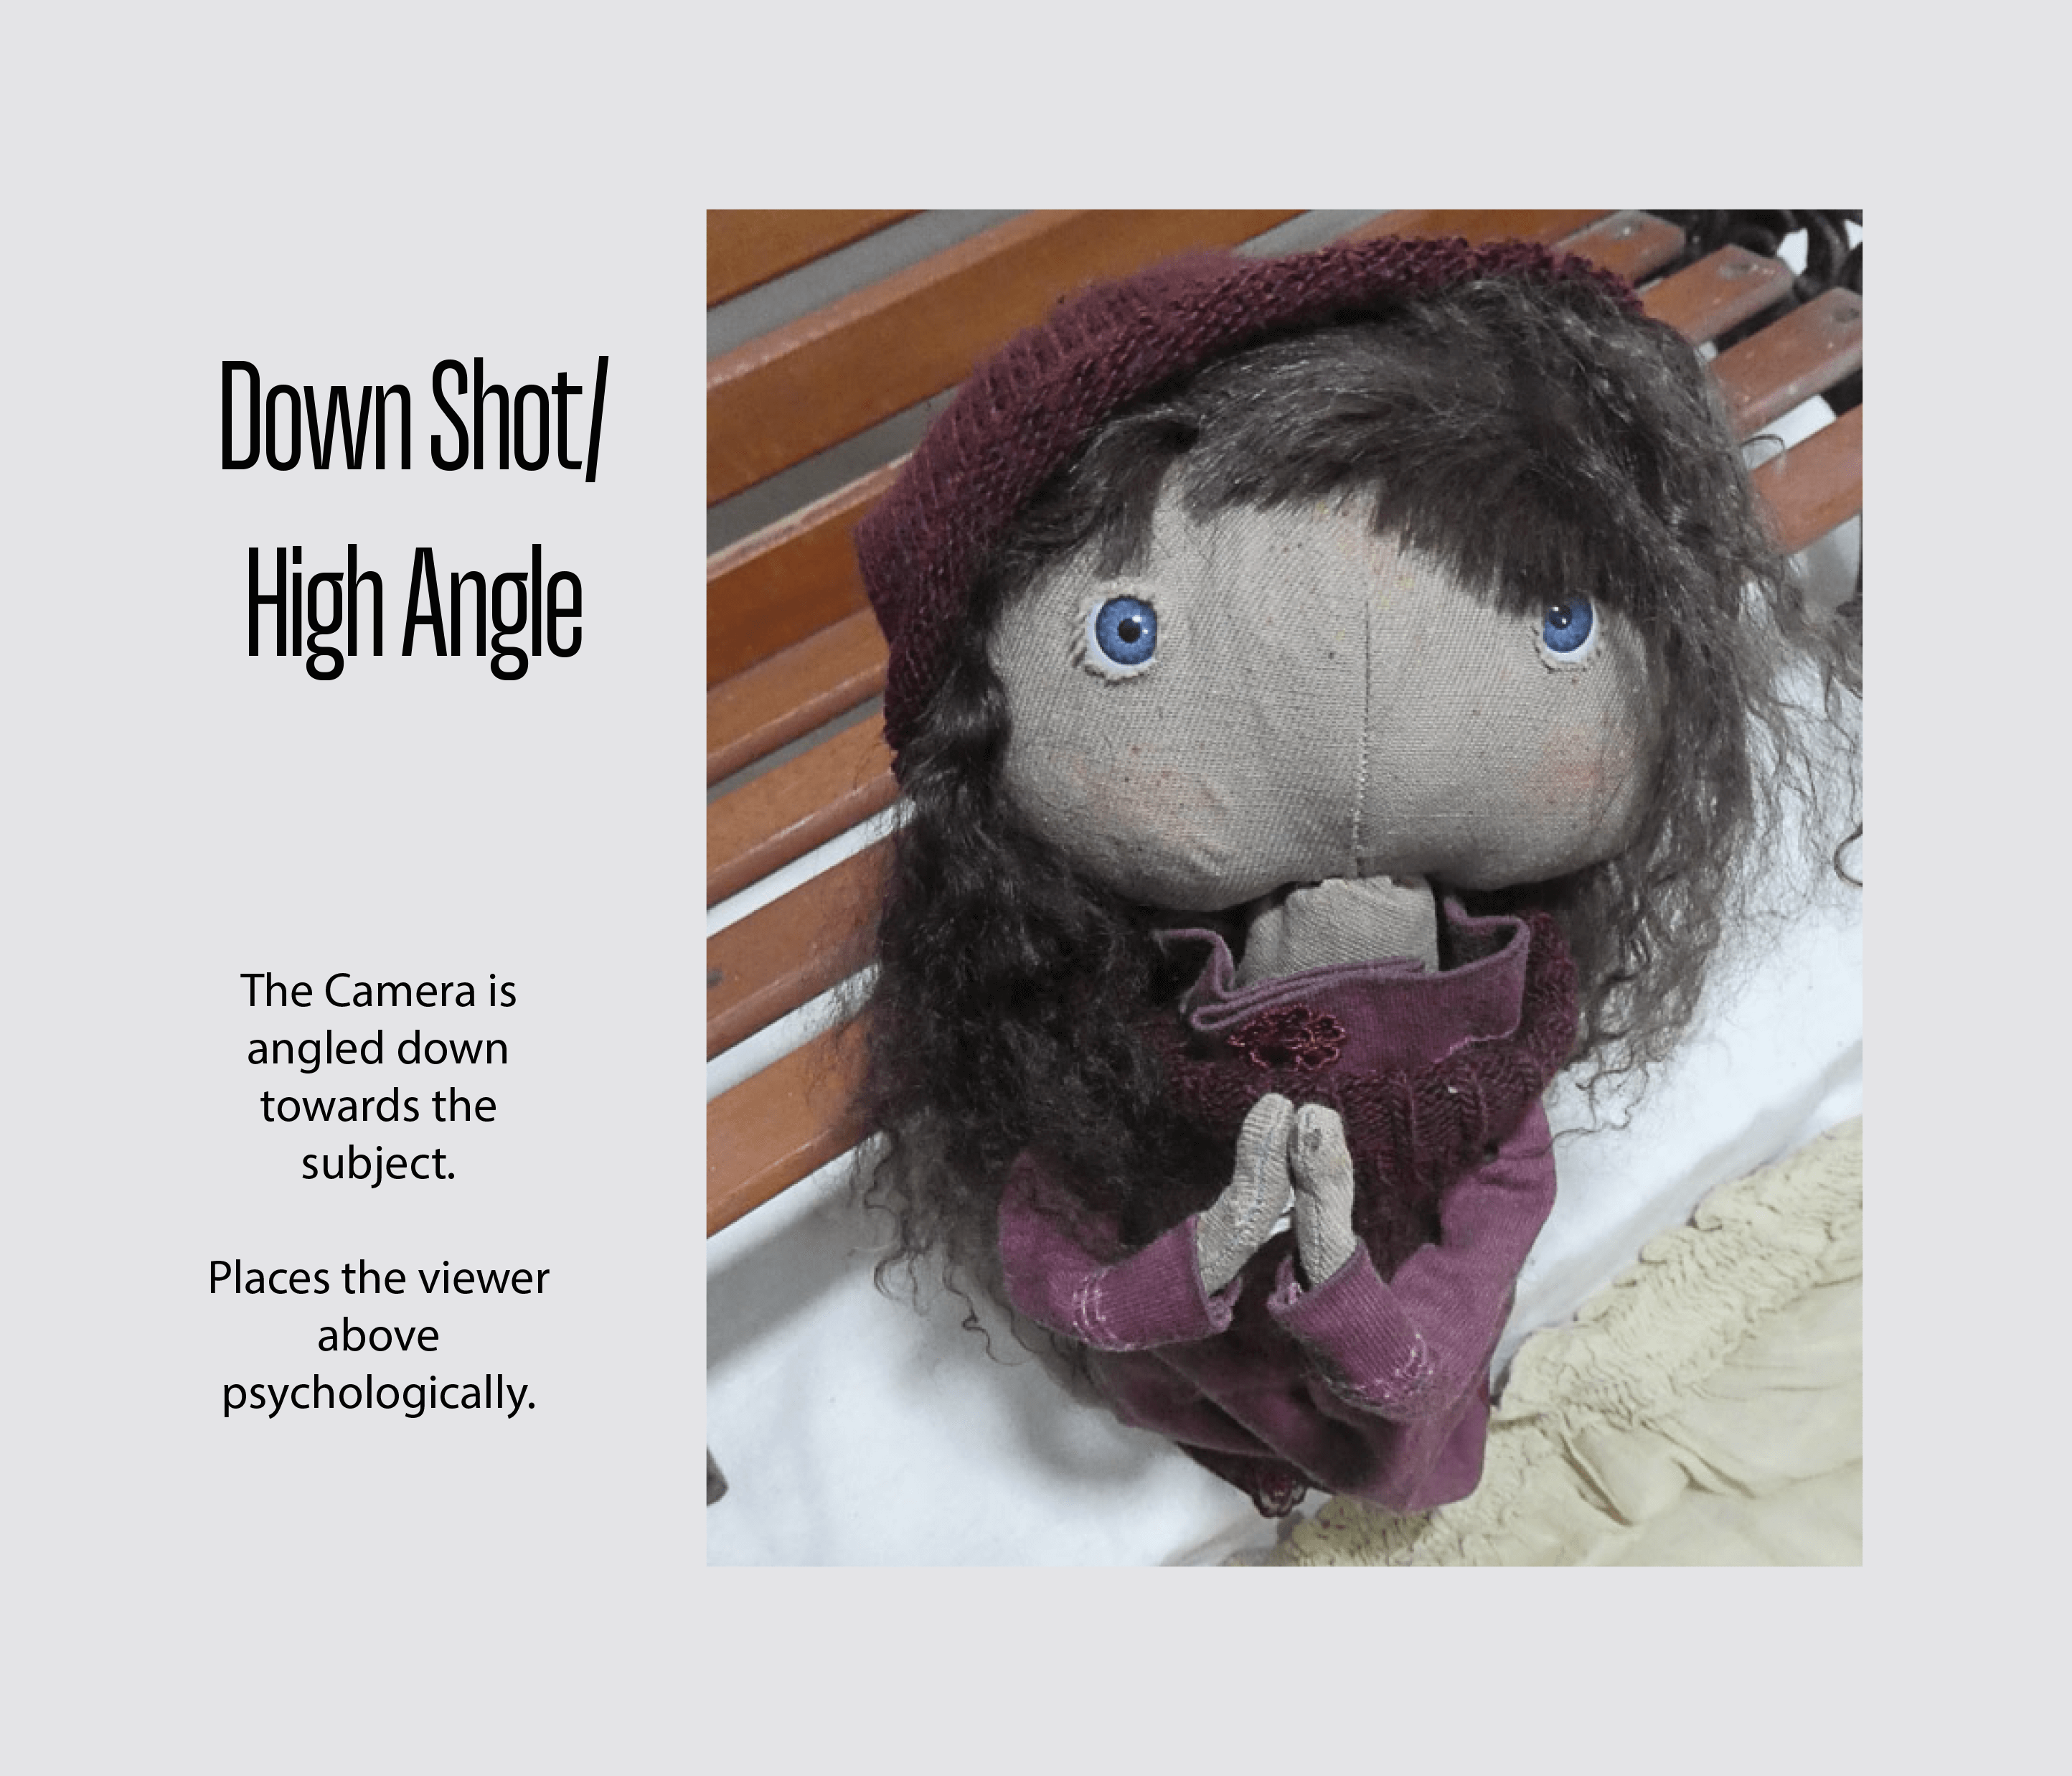 Down Shot/
High Angle
The Camera is
angled down
towards the
subject.
Places the viewer
above
psychologically.